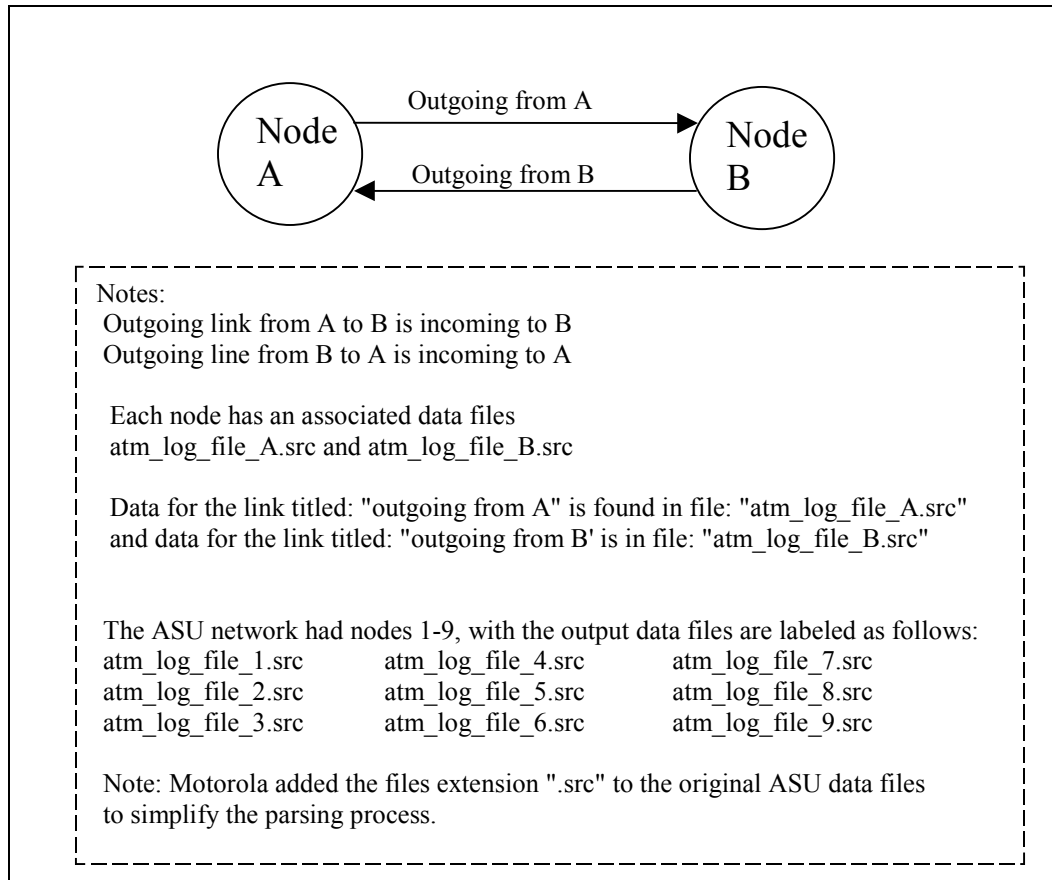 Outgoing from A
Node
A
Node
B
Outgoing from B
Notes:
Outgoing link from A to B is incoming to B
Outgoing line from B to A is incoming to A
Each node has an associated data files
atm_log_file_A.src and atm_log_file_B.src
Data for the link titled: "outgoing from A" is found in file: "atm_log_file_A.src"
and data for the link titled: "outgoing from B' is in file: "atm_log_file_B.src"
The ASU network had nodes 1-9, with the output data files are labeled as follows:
atm_log_file_1.src atm_log_file_4.src atm_log_file_7.src
atm_log_file_2.src atm_log_file_5.src atm_log_file_8.src
atm_log_file_3.src atm_log_file_6.src atm_log_file_9.src
Note: Motorola added the files extension ".src" to the original ASU data files
to simplify the parsing process.